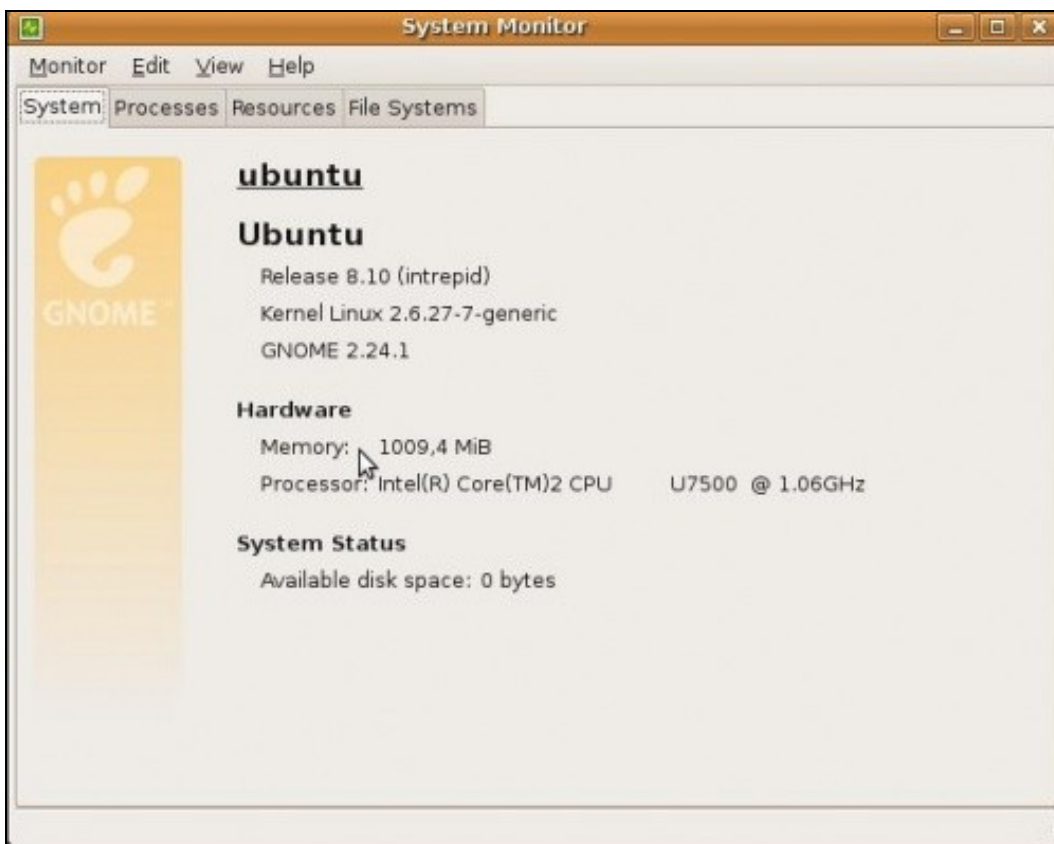 System Monitor
Monitor Edit View Help
System Processes Resources File Systems
GNOME™
ubuntu
Ubuntu
Release 8.10 (intrepid)
Kernel Linux 2.6.27-7-generic
GNOME 2.24.1
Hardware
Memory: 1009,4 MiB
Processor: Intel(R) Core(TM)2 CPU U7500 @ 1.06GHz
System Status
Available disk space: 0 bytes